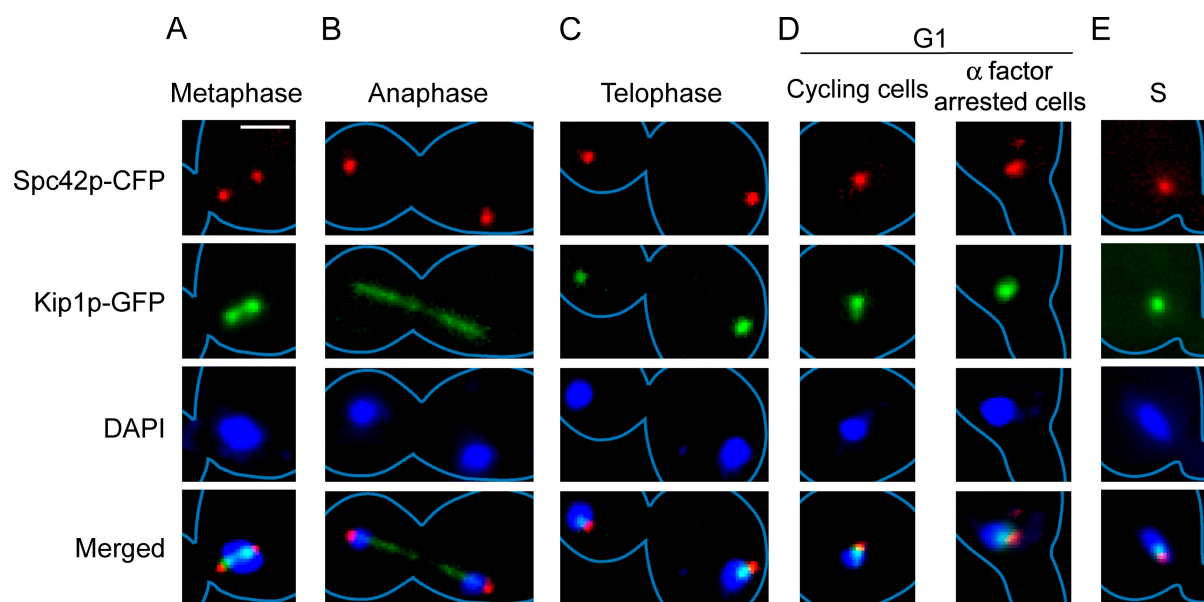 A B C D E
G1
Metaphase Anaphase Telophase Cycling cells α factor arrested cells S
Spc42p-CFP
Kip1p-GFP
DAPI
Merged